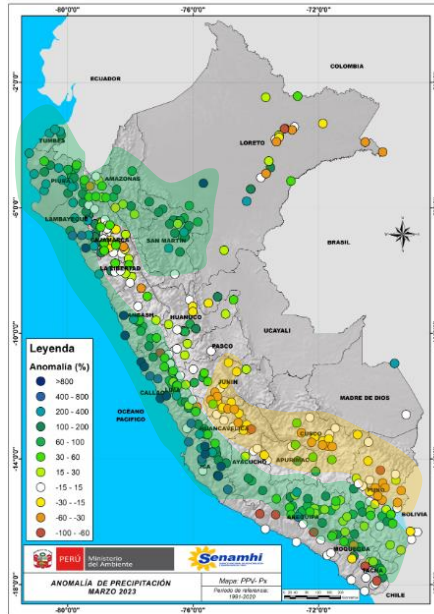 -80°0'0"
-76°0'0"
-72°0'0"
COLOMBIA
ECUADOR
-2°0'0"
LORETO
TUMBES
PIURA
AMAZONAS
-6°0'0"
LAMBAYEQUE
CAJAMARCA
SAN MARTÍN
BRASIL
LA LIBERTAD
ANCASH
HUANUCO
UCAYALI
-10°0'0"
PASCO
LIMA
JUNIN
CALLAO
MADRE DE DIOS
OCEANO
PACIFICO
HUANCAVELICA
CUSCO
-14°0'0"
ICA
AYACUCHO
APURIMAC
PUNO
BOLIVIA
AREQUIPA
MOQUEGUA
TACNA
-18°0'0"
CHILE
Leyenda
Anomalía (%)
>800
400 - 800
200 - 400
100 - 200
60 - 100
30 - 60
15 - 30
-15 - 15
-30 - -15
-60 - -30
-100 - -60
PERÚ
Ministerio
del Ambiente
Senamhi
ANOMALÍA DE PRECIPITACIÓN
MARZO 2023
Mapa: PPV- Ps
Periodo de referencia:
1991-2020